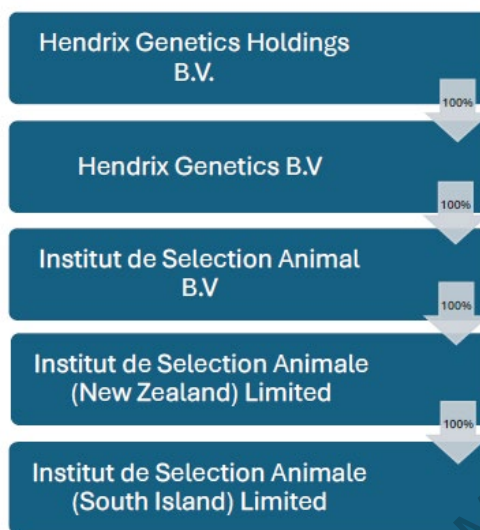 Hendrix Genetics Holdings
B.V.
100%
Hendrix Genetics B.V
100%
Institut de Selection Animal
B.V
100%
Institut de Selection Animale
(New Zealand) Limited
100%
Institut de Selection Animale
(South Island) Limited